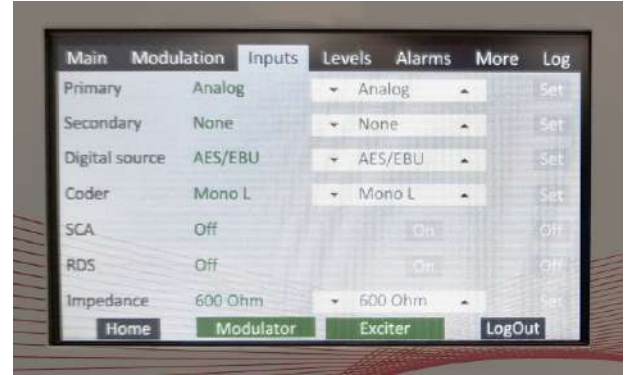 Main Modulation Inputs Levels Alarms More Log
Primary Analog Analog Set
Secondary None None Set
Digital source AES/EBU AES/EBU Set
Coder Mono L Mono L Set
SCA Off On Off
RDS Off On Off
Impedance 600 Ohm 600 Ohm Set
Home Modulator Exciter LogOut